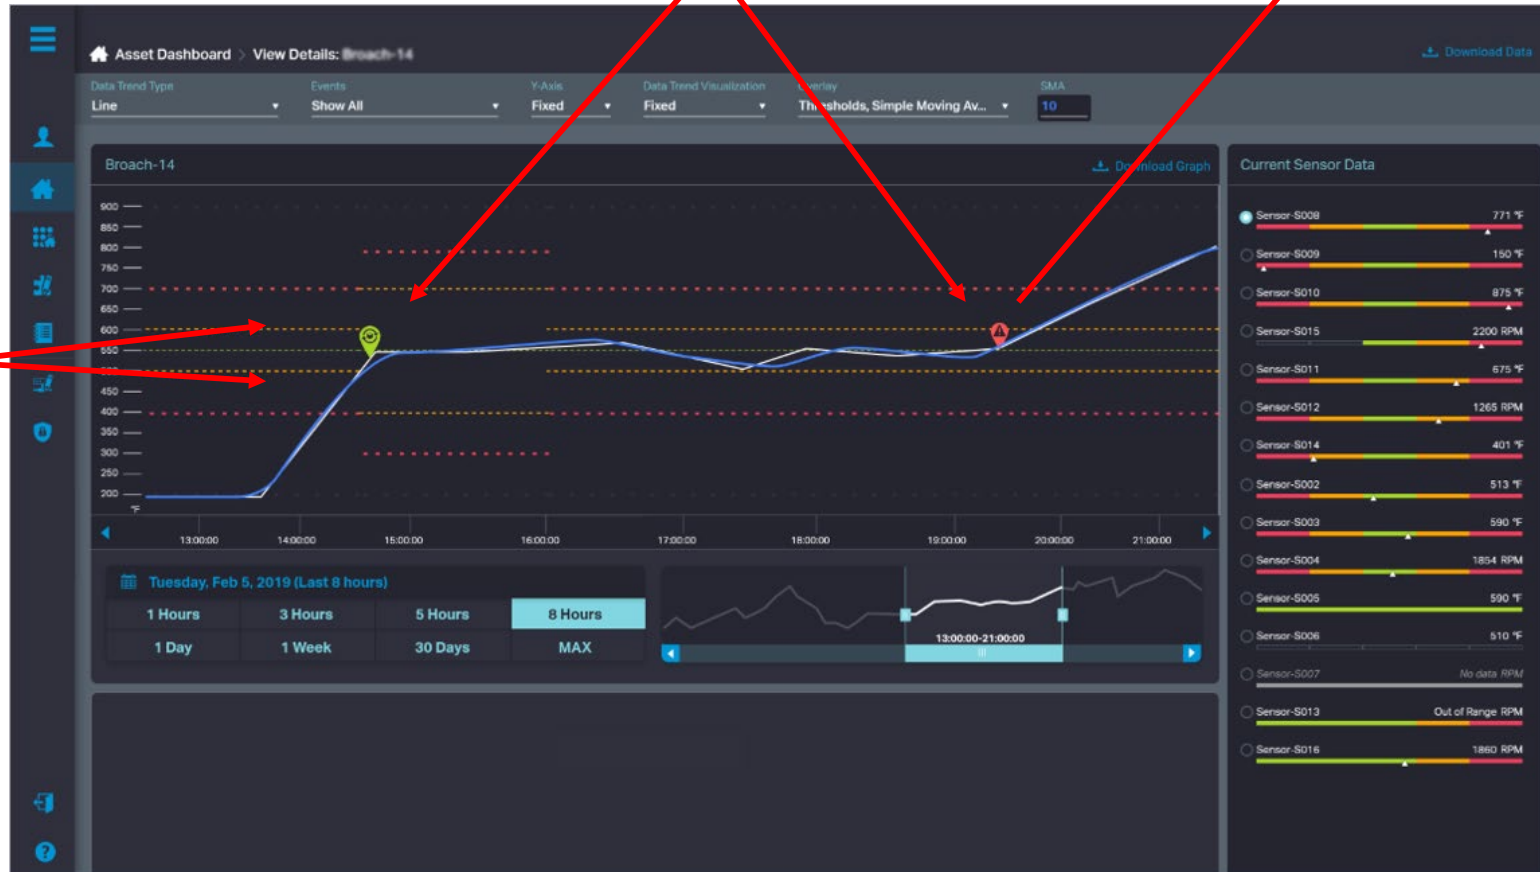 Asset Dashboard > View Details: Broach-14
Download Data
Data Trend Type
Events
Y-Axis
Data Trend Visualization
Overlay
SMA
Line
Show All
Fixed
Fixed
Thresholds, Simple Moving Av...
10
Broach-14
Download Graph
900
850
800
750
700
650
600
550
500
450
400
350
300
250
200
°F
13:00:00
14:00:00
15:00:00
16:00:00
17:00:00
18:00:00
19:00:00
20:00:00
21:00:00
Tuesday, Feb 5, 2019 (Last 8 hours)
1 Hours
3 Hours
5 Hours
8 Hours
1 Day
1 Week
30 Days
MAX
13:00:00-21:00:00
Current Sensor Data
Sensor-S008 771 °F
Sensor-S009 150 °F
Sensor-S010 875 °F
Sensor-S015 2200 RPM
Sensor-S011 675 °F
Sensor-S012 1265 RPM
Sensor-S014 401 °F
Sensor-S002 513 °F
Sensor-S003 590 °F
Sensor-S004 1854 RPM
Sensor-S005 590 °F
Sensor-S006 510 °F
Sensor-S007 No data RPM
Sensor-S013 Out of Range RPM
Sensor-S016 1860 RPM